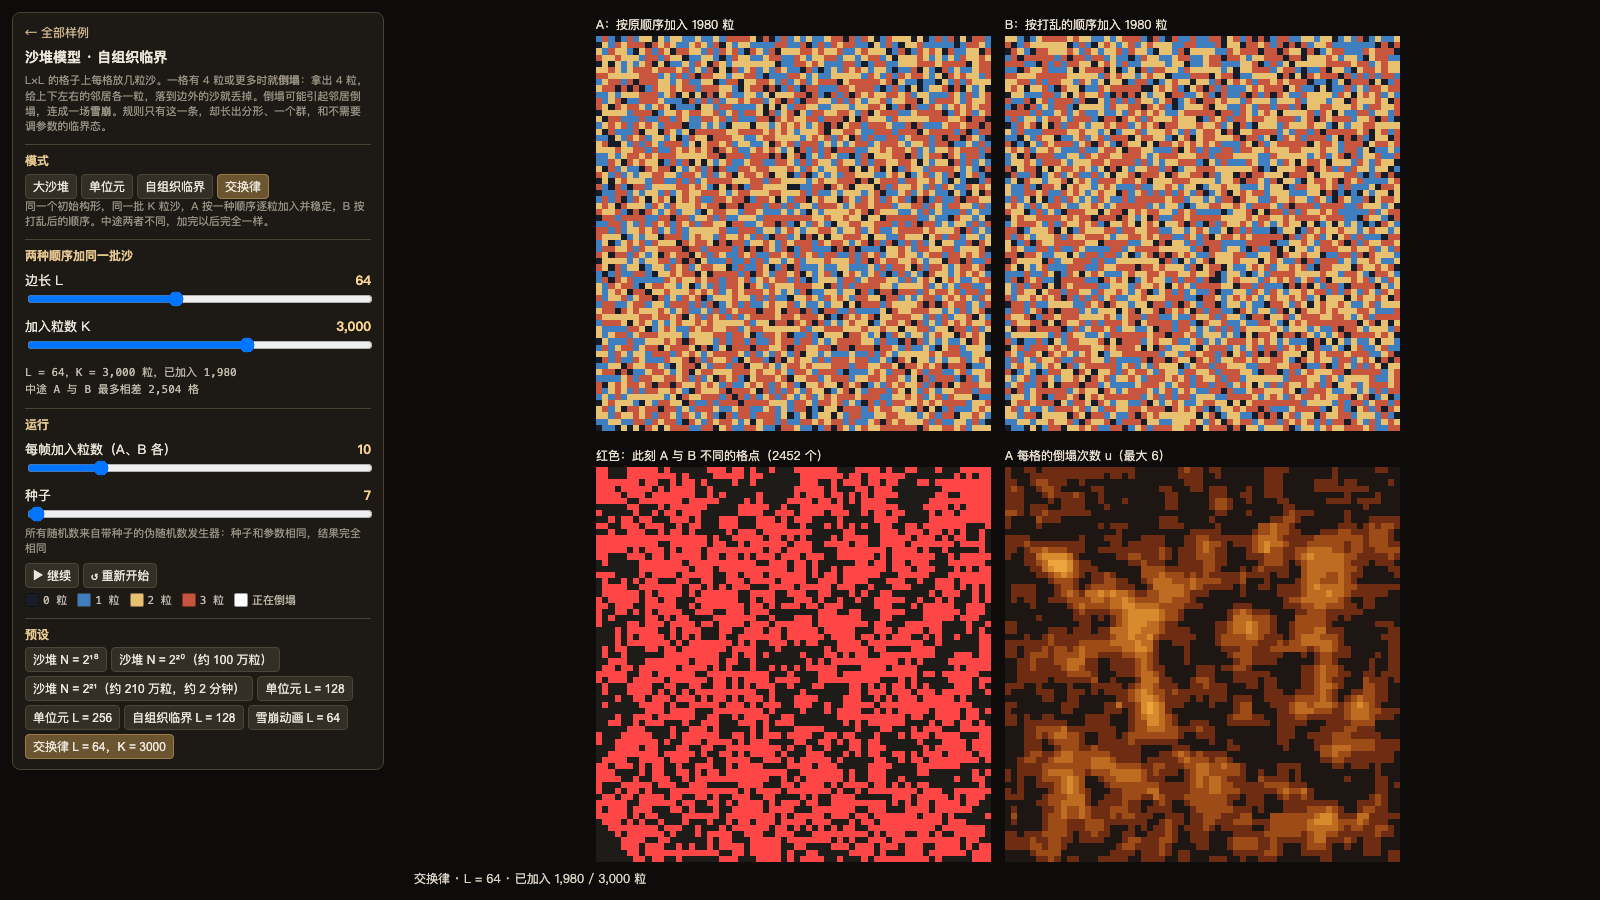 ← 全部样例
沙堆模型 · 自组织临界
L×L 的格子上每格放几粒沙。一格有 4 粒或更多时就倒塌：拿出 4 粒，
给上下左右的邻居各一粒，落到边外的沙就丢掉。倒塌可能引起邻居倒
塌，连成一场雪崩。规则只有这一条，却长出分形、一个群，和不需要
调参数的临界态。
模式
大沙堆 单位元 自组织临界 交换律
同一个初始构形，同一批 K 粒沙，A 按一种顺序逐粒加入并稳定，B 按
打乱后的顺序。中途两者不同，加完以后完全一样。
两种顺序加同一批沙
边长 L 64
加入粒数 K 3,000
L = 64，K = 3,000 粒，已加入 1,980
中途 A 与 B 最多相差 2,504 格
运行
每帧加入粒数（A、B 各） 10
种子 7
所有随机数来自带种子的伪随机数发生器：种子和参数相同，结果完全
相同
▶ 继续 ↺ 重新开始
0 粒 1 粒 2 粒 3 粒 正在倒塌
预设
沙堆 N = 2¹⁸ 沙堆 N = 2²⁰（约 100 万粒）
沙堆 N = 2²¹（约 210 万粒，约 2 分钟） 单位元 L = 128
单位元 L = 256 自组织临界 L = 128 雪崩动画 L = 64
交换律 L = 64，K = 3000
A：按原顺序加入 1980 粒
B：按打乱的顺序加入 1980 粒
红色：此刻 A 与 B 不同的格点（2452 个）
A 每格的倒塌次数 u（最大 6）
交换律 · L = 64 · 已加入 1,980 / 3,000 粒